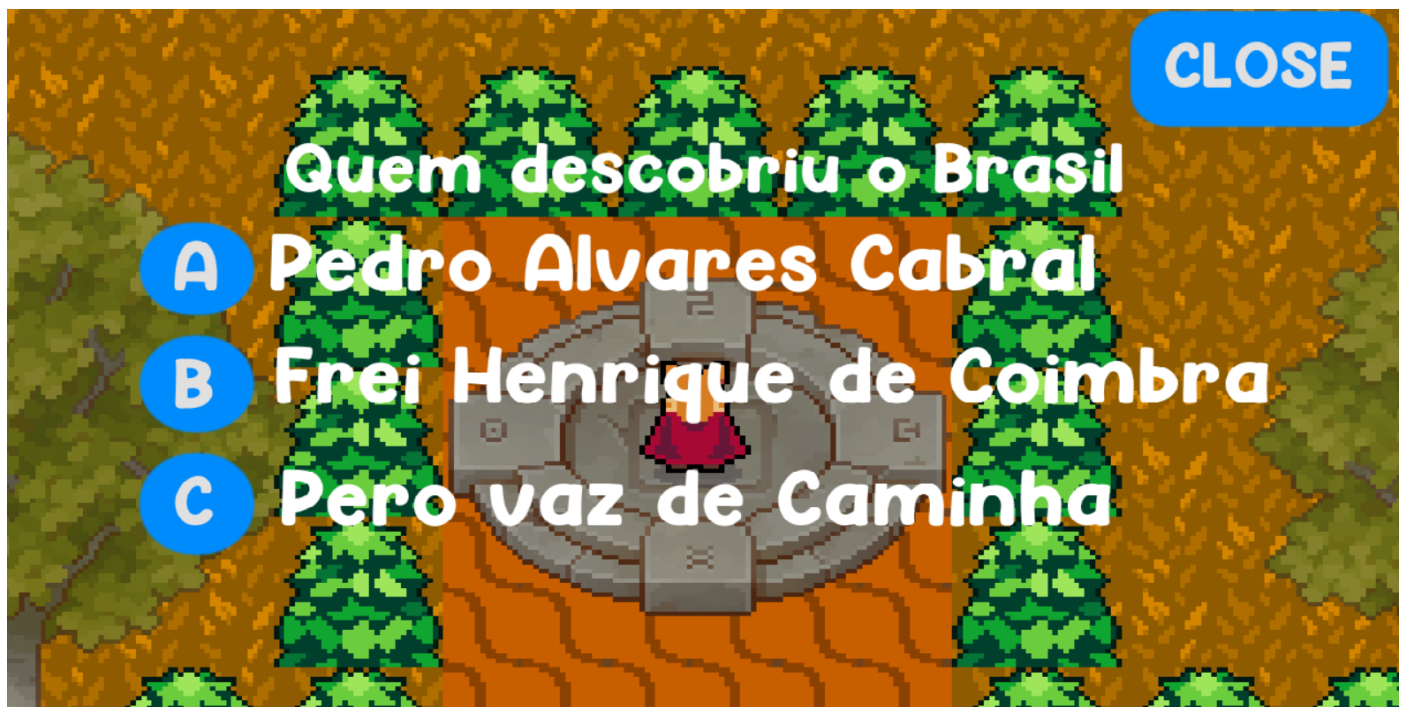 CLOSE
Quem descobriu o Brasil
A Pedro Alvares Cabral
B Frei Henrique de Coimbra
C Pero vaz de Caminha